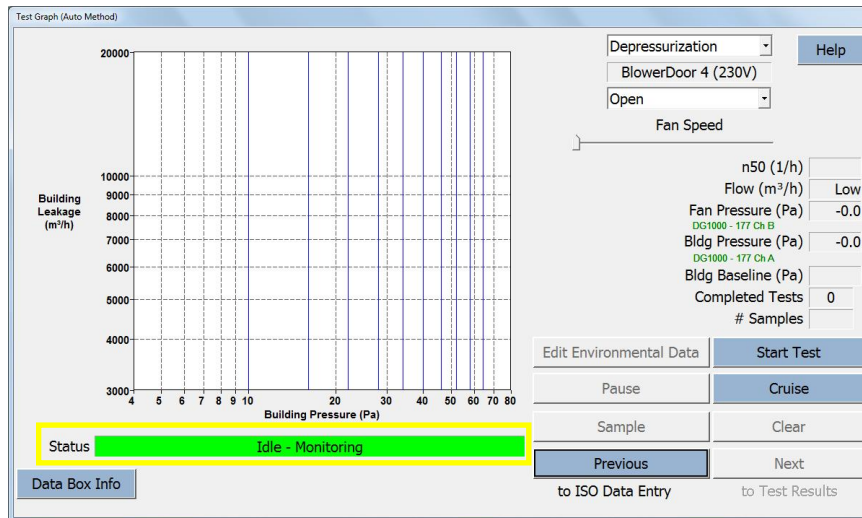 Test Graph (Auto Method)
20000
10000
9000
8000
7000
6000
5000
4000
3000
Building
Leakage
(m³/h)
4 5 6 7 8 9 10 20 30 40 50 60 70 80
Building Pressure (Pa)
Status Idle - Monitoring
Data Box Info
Depressurization
Help
BlowerDoor 4 (230V)
Open
Fan Speed
n50 (1/h)
Flow (m³/h) Low
Fan Pressure (Pa) -0.0
DG1000 - 177 Ch B
Bldg Pressure (Pa) -0.0
DG1000 - 177 Ch A
Bldg Baseline (Pa)
Completed Tests 0
# Samples
Edit Environmental Data Start Test
Pause Cruise
Sample Clear
Previous Next
to ISO Data Entry to Test Results